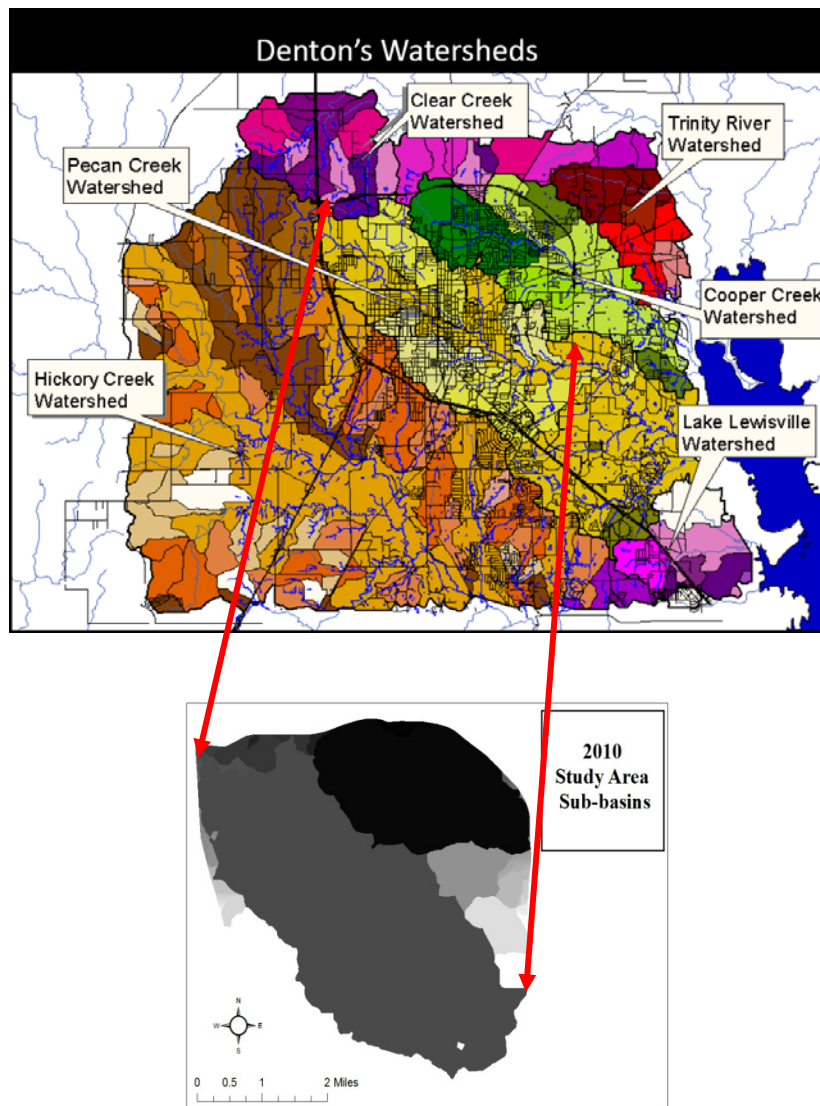 Denton's Watersheds
Clear Creek
Watershed
Trinity River
Watershed
Pecan Creek
Watershed
Cooper Creek
Watershed
Hickory Creek
Watershed
Lake Lewisville
Watershed
2010
Study Area
Sub-basins
N
W E
S
0 0.5 1 2 Miles